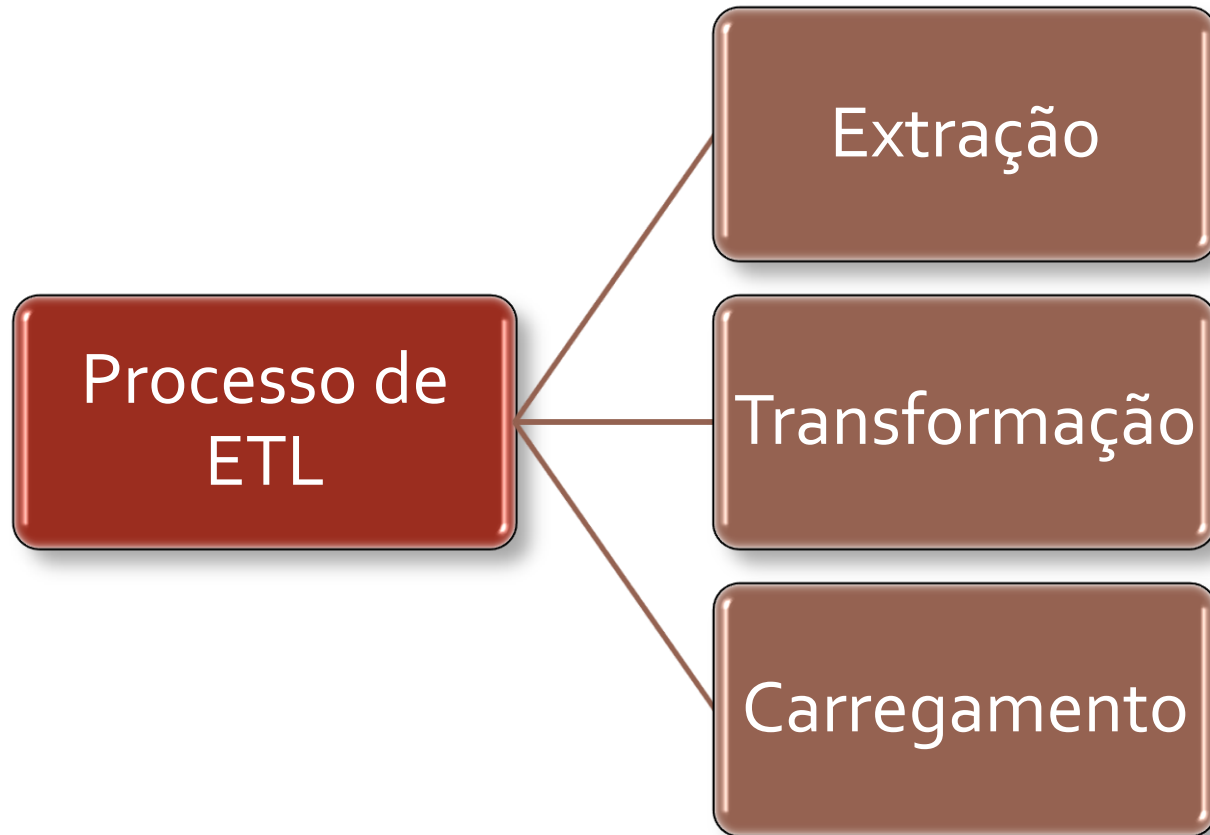 Extração
Processo de
ETL
Transformação
Carregamento